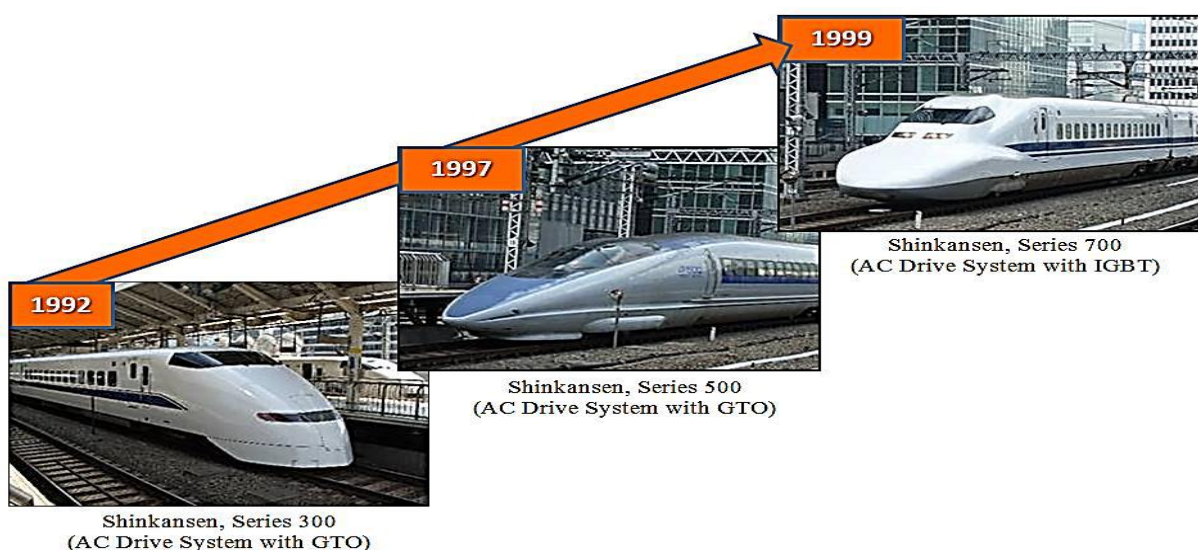 1999
Shinkansen, Series 700
(AC Drive System with IGBT)
1997
Shinkansen, Series 500
(AC Drive System with GTO)
1992
Shinkansen, Series 300
(AC Drive System with GTO)